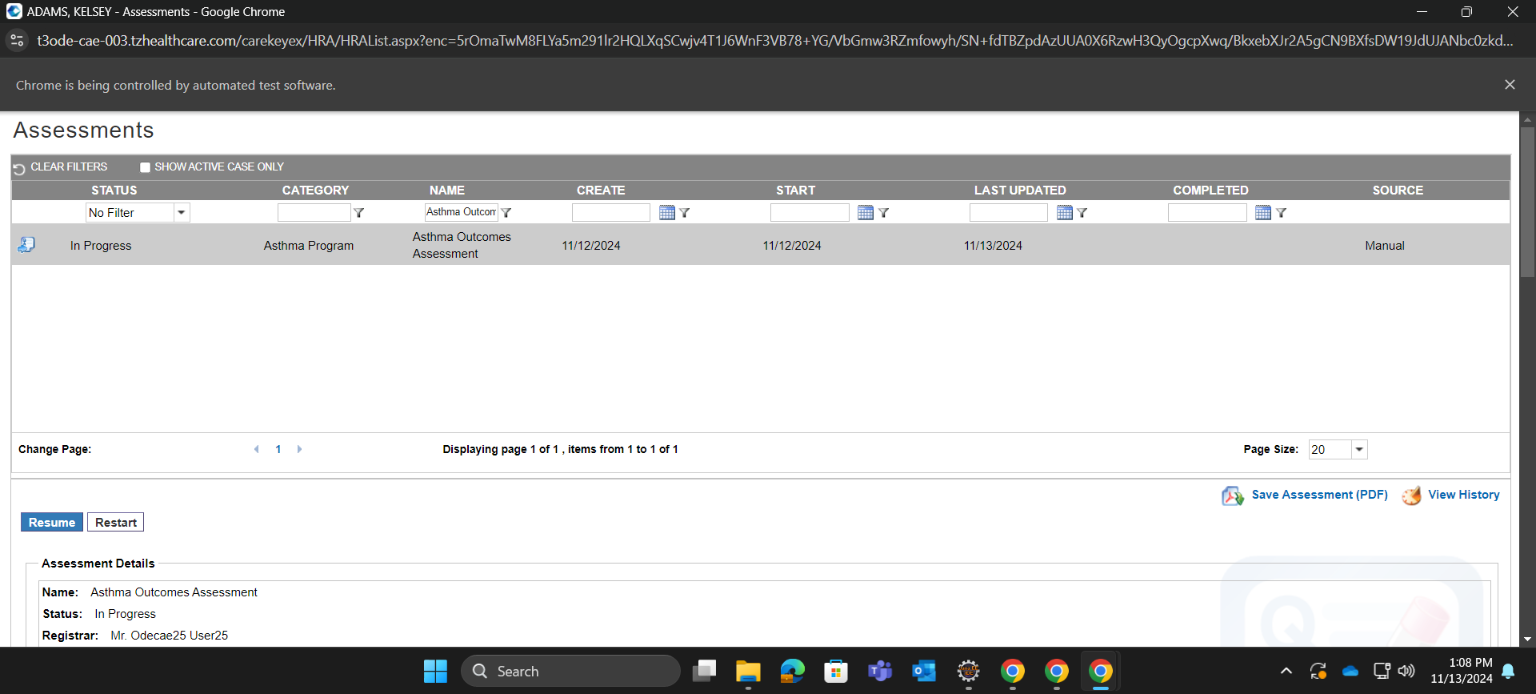 ADAMS, KELSEY - Assessments - Google Chrome
t3ode-cae-003.tzhealthcare.com/carekeyex/HRA/HRAList.aspx?enc=5rOmaTwM8FLYa5m291lr2HQLXqSCwjv4T1J6WnF3VB78+YG/VbGmw3RZmfowyh/SN+fdTBZpdAzUUA0X6RzwH3QyOgcpXwq/BkxebXJr2A5gCN9BXfsDW19JdUJANbc0zkd...
Chrome is being controlled by automated test software.
Assessments
CLEAR FILTERS SHOW ACTIVE CASE ONLY
STATUS CATEGORY NAME CREATE START LAST UPDATED COMPLETED SOURCE
No Filter Asthma Outcom
In Progress Asthma Program Asthma Outcomes Assessment 11/12/2024 11/12/2024 11/13/2024 Manual
Change Page: 1 Displaying page 1 of 1 , items from 1 to 1 of 1 Page Size: 20
Save Assessment (PDF) View History
Resume Restart
Assessment Details
Name: Asthma Outcomes Assessment
Status: In Progress
Registrar: Mr. Odecae25 User25
Search
1:08 PM
11/13/2024